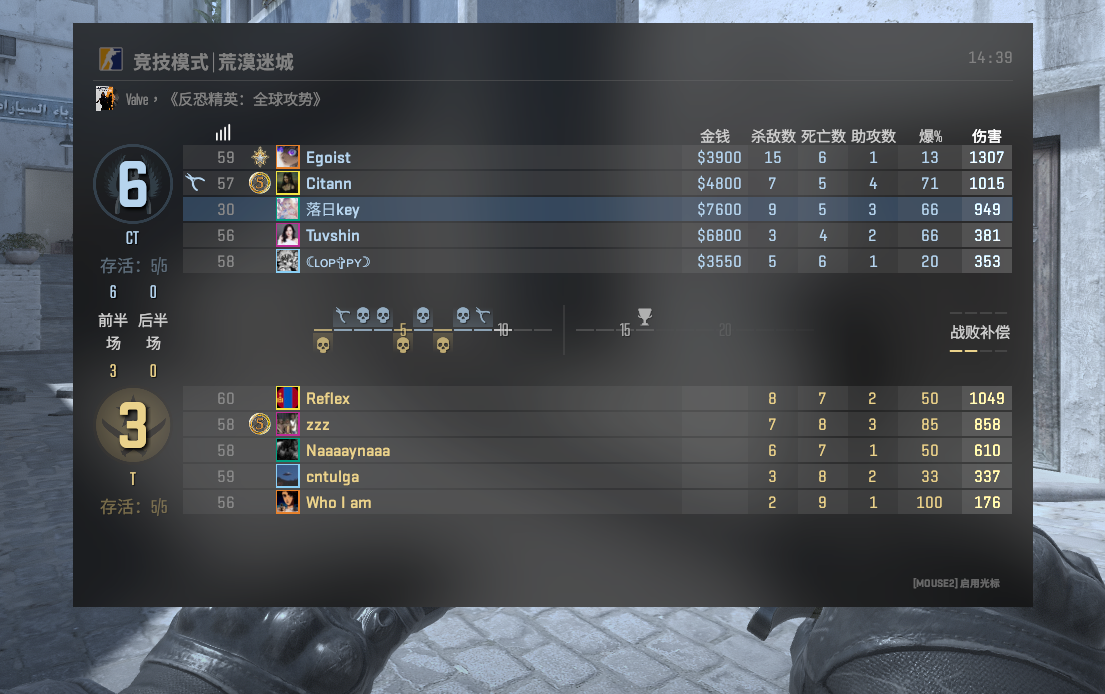 竞技模式|荒漠迷城
14:39
Valve，《反恐精英：全球攻势》
金钱 杀敌数 死亡数 助攻数 爆% 伤害
59 5 Egoist $3900 15 6 1 13 1307
57 5 Citann $4800 7 5 4 71 1015
30 落日key $7600 9 5 3 66 949
56 Tuvshin $6800 3 4 2 66 381
58 ☾ʟᴏᴘ✞ᴘʏ☽ $3550 5 6 1 20 353
6
CT
存活：5/5
6 0
前半场 后半场
3 0
5 10 15 20
战败补偿
3
T
存活：5/5
60 Reflex 8 7 2 50 1049
58 5 zzz 7 8 3 85 858
58 Naaaaynaaa 6 7 1 50 610
59 cntulga 3 8 2 33 337
56 Who I am 2 9 1 100 176
[MOUSE2] 启用光标